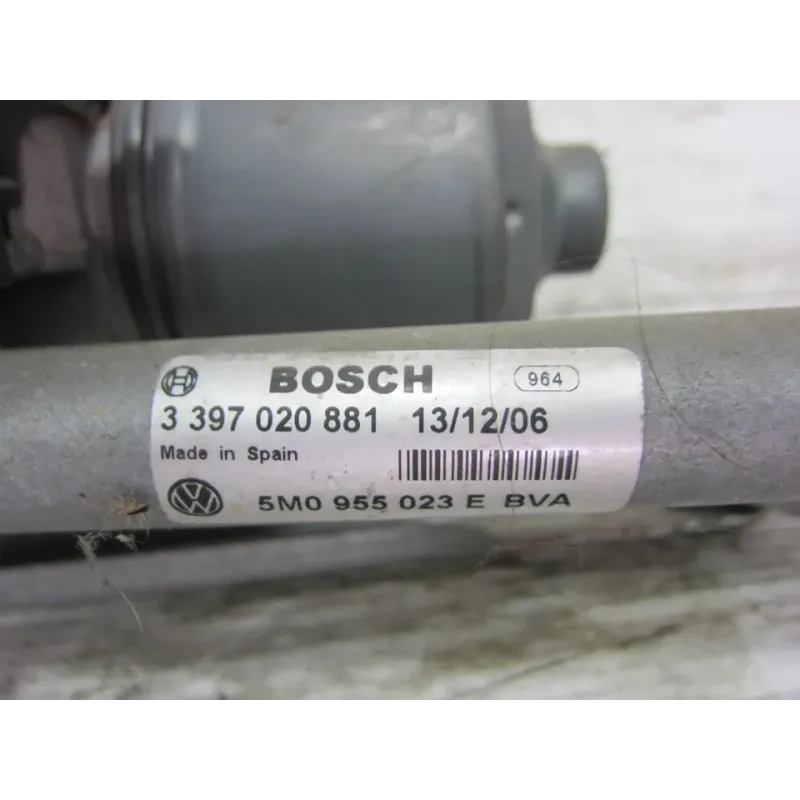 BOSCH 964
3 397 020 881 13/12/06
Made in Spain
5M0 955 023 E BVA